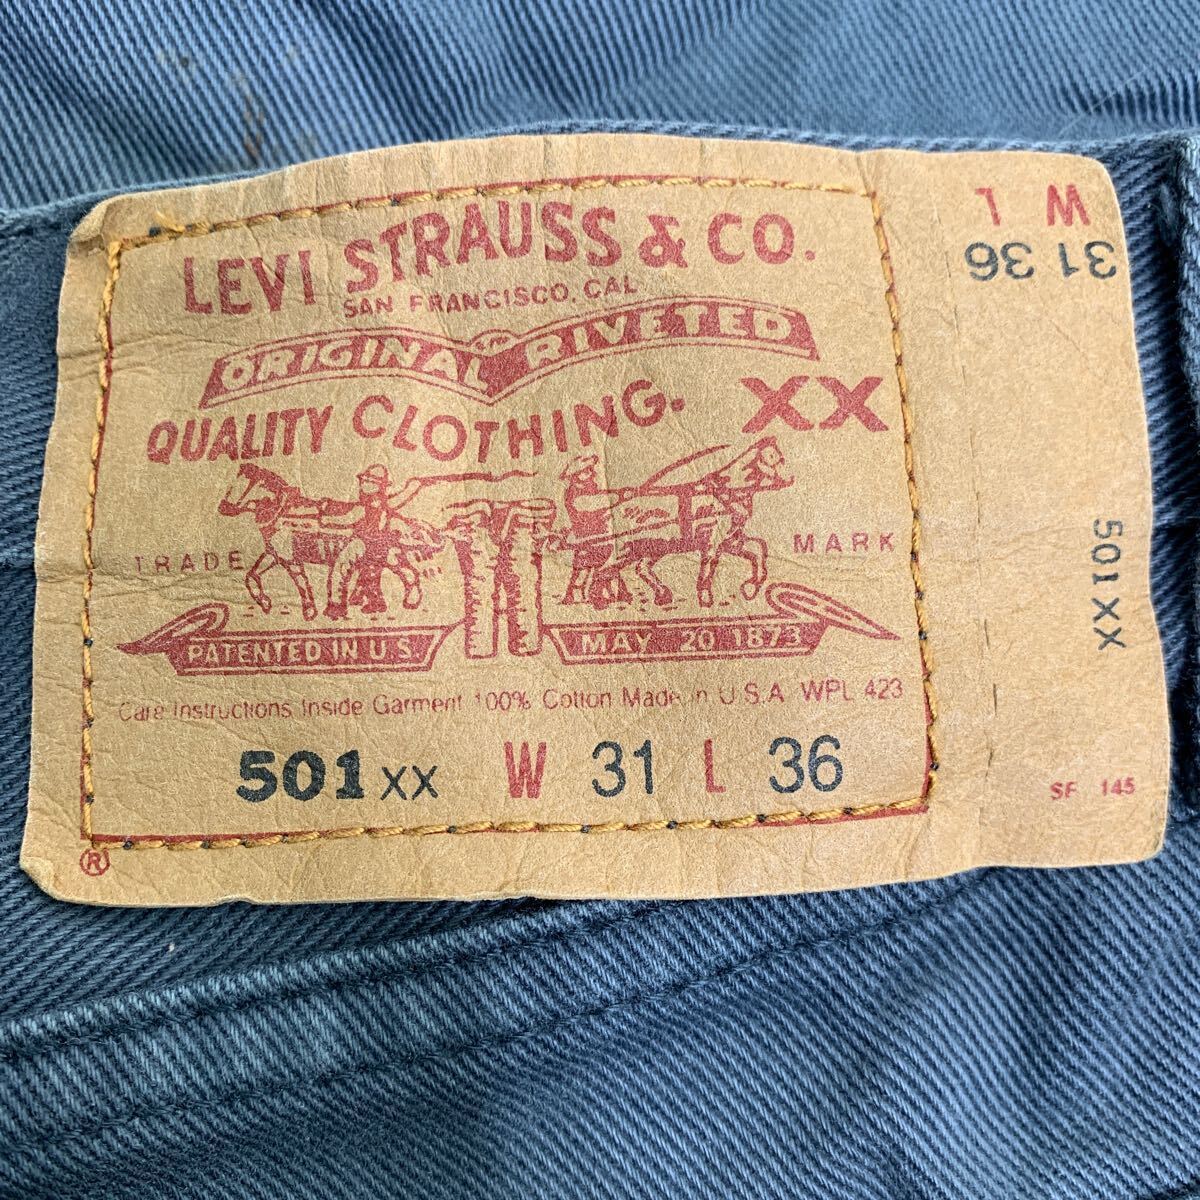 LEVI STRAUSS & CO.
SAN FRANCISCO, CAL
ORIGINAL RIVETED
QUALITY CLOTHING. XX
TRADE MARK
PATENTED IN U.S. MAY 20 1873
Care Instructions Inside Garment 100% Cotton Made in U.S.A WPL 423
501XX W 31 L 36
®
W L
31 36
501XX
SF 145